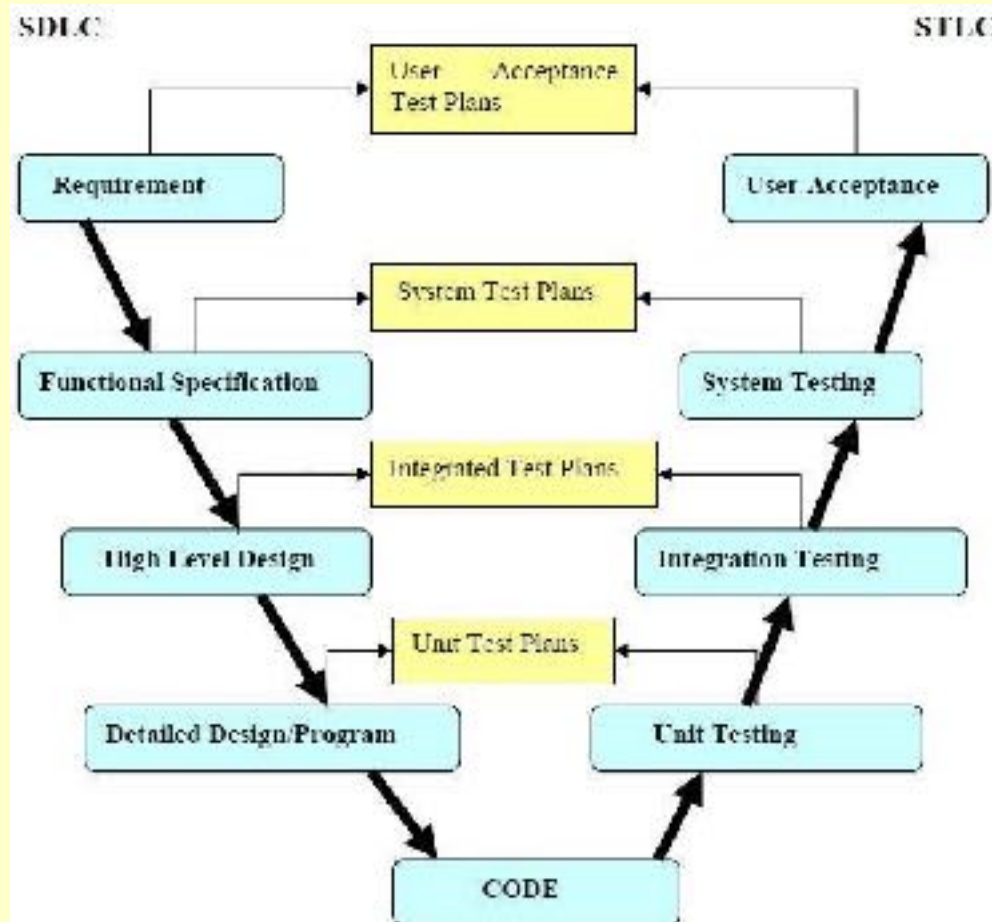 SDLC
STLC
User Acceptance
Test Plans
Requirement
User Acceptance
System Test Plans
Functional Specification
System Testing
Integrated Test Plans
High Level Design
Integration Testing
Unit Test Plans
Detailed Design/Program
Unit Testing
CODE